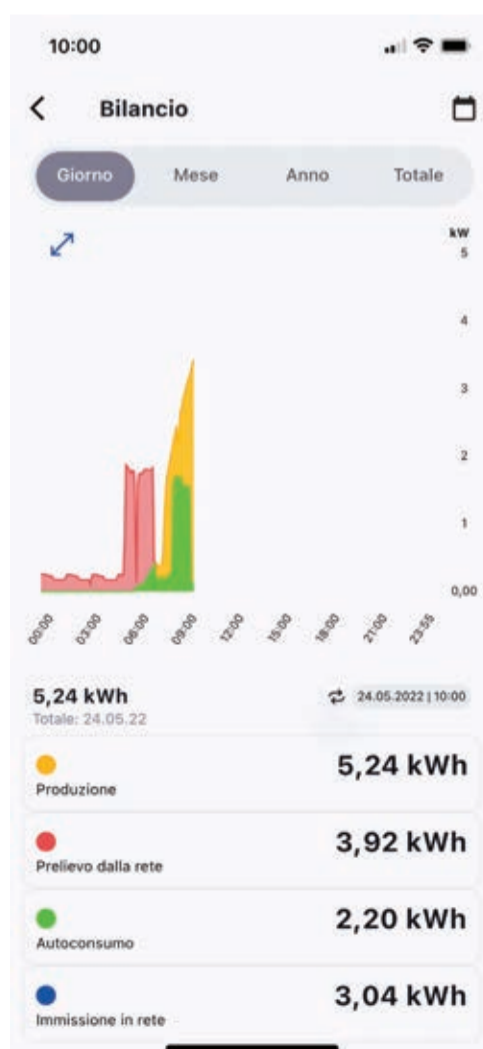 10:00
Bilancio
Giorno Mese Anno Totale
kW
5
4
3
2
1
0,00
00:00 03:00 06:00 09:00 12:00 15:00 18:00 21:00 23:55
5,24 kWh
24.05.2022 | 10:00
Totale: 24.05.22
5,24 kWh
Produzione
3,92 kWh
Prelievo dalla rete
2,20 kWh
Autoconsumo
3,04 kWh
Immissione in rete